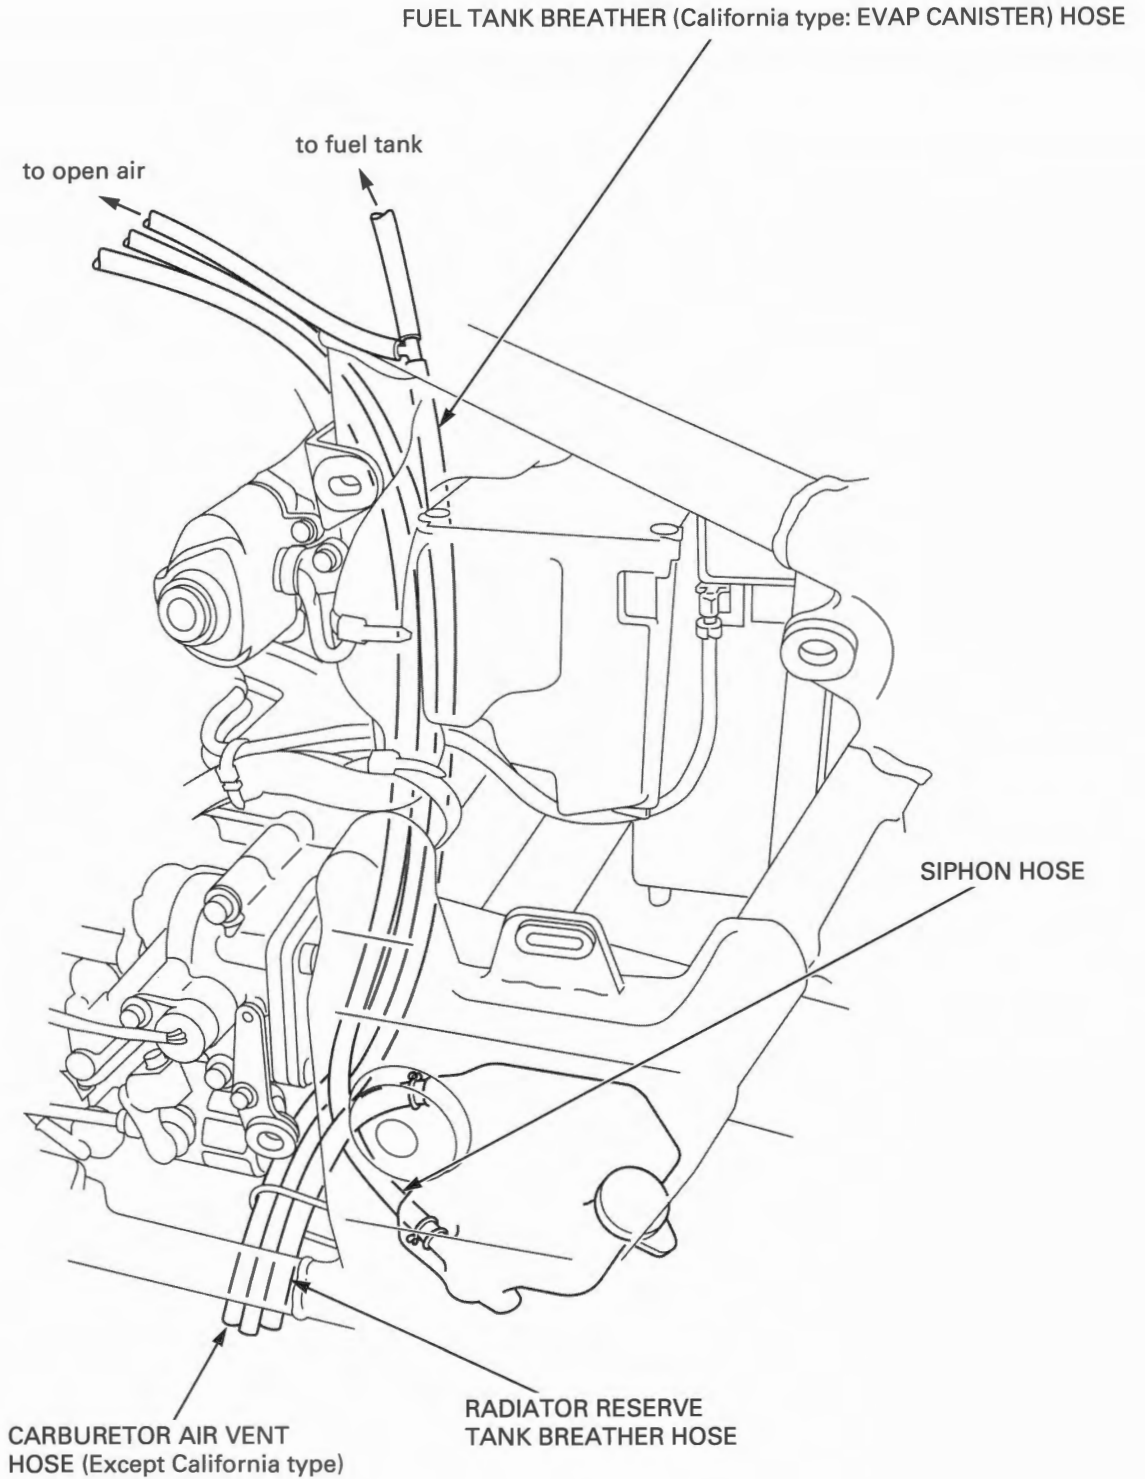 FUEL TANK BREATHER (California type: EVAP CANISTER) HOSE
to fuel tank
to open air
SIPHON HOSE
RADIATOR RESERVE
TANK BREATHER HOSE
CARBURETOR AIR VENT
HOSE (Except California type)